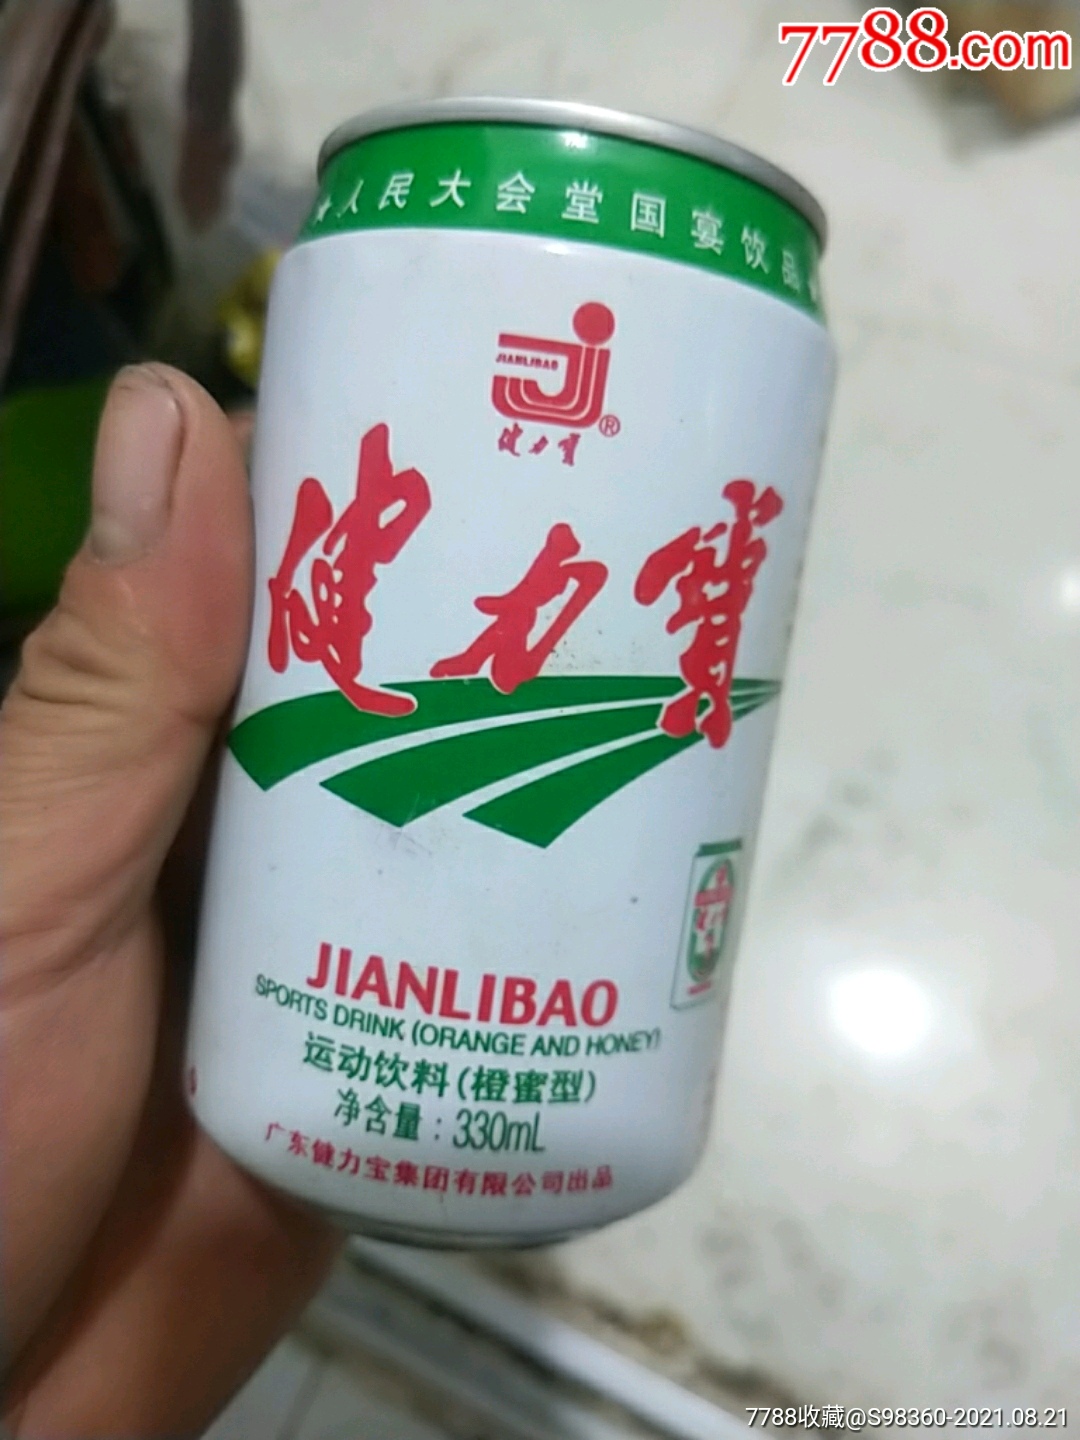 7788.com
人民大会堂国宴饮品
JIANLIBAO
®
健力寳
健力寳
JIANLIBAO
SPORTS DRINK (ORANGE AND HONEY)
运动饮料(橙蜜型)
净含量:330mL
广东健力宝集团有限公司出品
7788收藏@S98360-2021.08.21